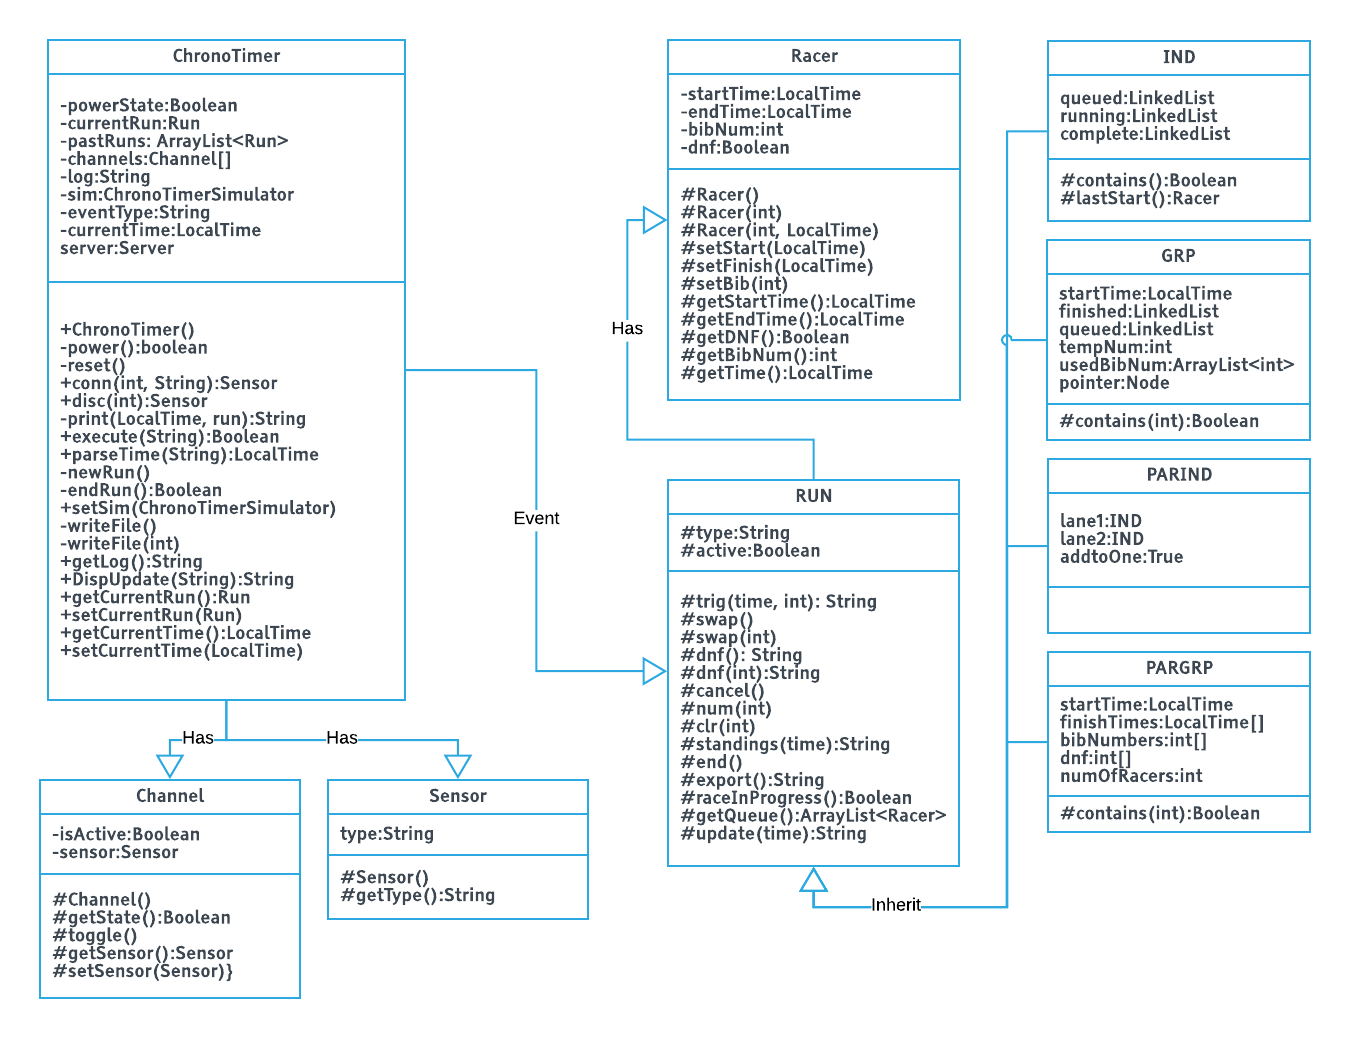 ChronoTimer
-powerState:Boolean
-currentRun:Run
-pastRuns: ArrayList<Run>
-channels:Channel[]
-log:String
-sim:ChronoTimerSimulator
-eventType:String
-currentTime:LocalTime
server:Server
+ChronoTimer()
-power():boolean
-reset()
+conn(int, String):Sensor
+disc(int):Sensor
-print(LocalTime, run):String
+execute(String):Boolean
+parseTime(String):LocalTime
-newRun()
-endRun():Boolean
+setSim(ChronoTimerSimulator)
-writeFile()
-writeFile(int)
+getLog():String
+DispUpdate(String):String
+getCurrentRun():Run
+setCurrentRun(Run)
+getCurrentTime():LocalTime
+setCurrentTime(LocalTime)
Has
Has
Channel
-isActive:Boolean
-sensor:Sensor
#Channel()
#getState():Boolean
#toggle()
#getSensor():Sensor
#setSensor(Sensor)}
Sensor
type:String
#Sensor()
#getType():String
Event
Racer
-startTime:LocalTime
-endTime:LocalTime
-bibNum:int
-dnf:Boolean
#Racer()
#Racer(int)
#Racer(int, LocalTime)
#setStart(LocalTime)
#setFinish(LocalTime)
#setBib(int)
#getStartTime():LocalTime
#getEndTime():LocalTime
#getDNF():Boolean
#getBibNum():int
#getTime():LocalTime
Has
RUN
#type:String
#active:Boolean
#trig(time, int): String
#swap()
#swap(int)
#dnf(): String
#dnf(int):String
#cancel()
#num(int)
#clr(int)
#standings(time):String
#end()
#export():String
#raceInProgress():Boolean
#getQueue():ArrayList<Racer>
#update(time):String
Inherit
IND
queued:LinkedList
running:LinkedList
complete:LinkedList
#contains():Boolean
#lastStart():Racer
GRP
startTime:LocalTime
finished:LinkedList
queued:LinkedList
tempNum:int
usedBibNum:ArrayList<int>
pointer:Node
#contains(int):Boolean
PARIND
lane1:IND
lane2:IND
addtoOne:True
PARGRP
startTime:LocalTime
finishTimes:LocalTime[]
bibNumbers:int[]
dnf:int[]
numOfRacers:int
#contains(int):Boolean